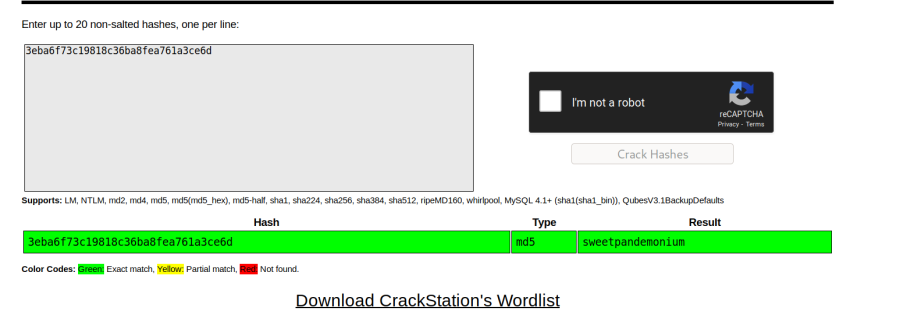 Enter up to 20 non-salted hashes, one per line:
3eba6f73c19818c36ba8fea761a3ce6d
I'm not a robot
reCAPTCHA
Privacy - Terms
Crack Hashes
Supports: LM, NTLM, md2, md4, md5, md5(md5_hex), md5-half, sha1, sha224, sha256, sha384, sha512, ripeMD160, whirlpool, MySQL 4.1+ (sha1(sha1_bin)), QubesV3.1BackupDefaults
Hash Type Result
3eba6f73c19818c36ba8fea761a3ce6d md5 sweetpandemonium
Color Codes: Green: Exact match, Yellow: Partial match, Red: Not found.
Download CrackStation's Wordlist